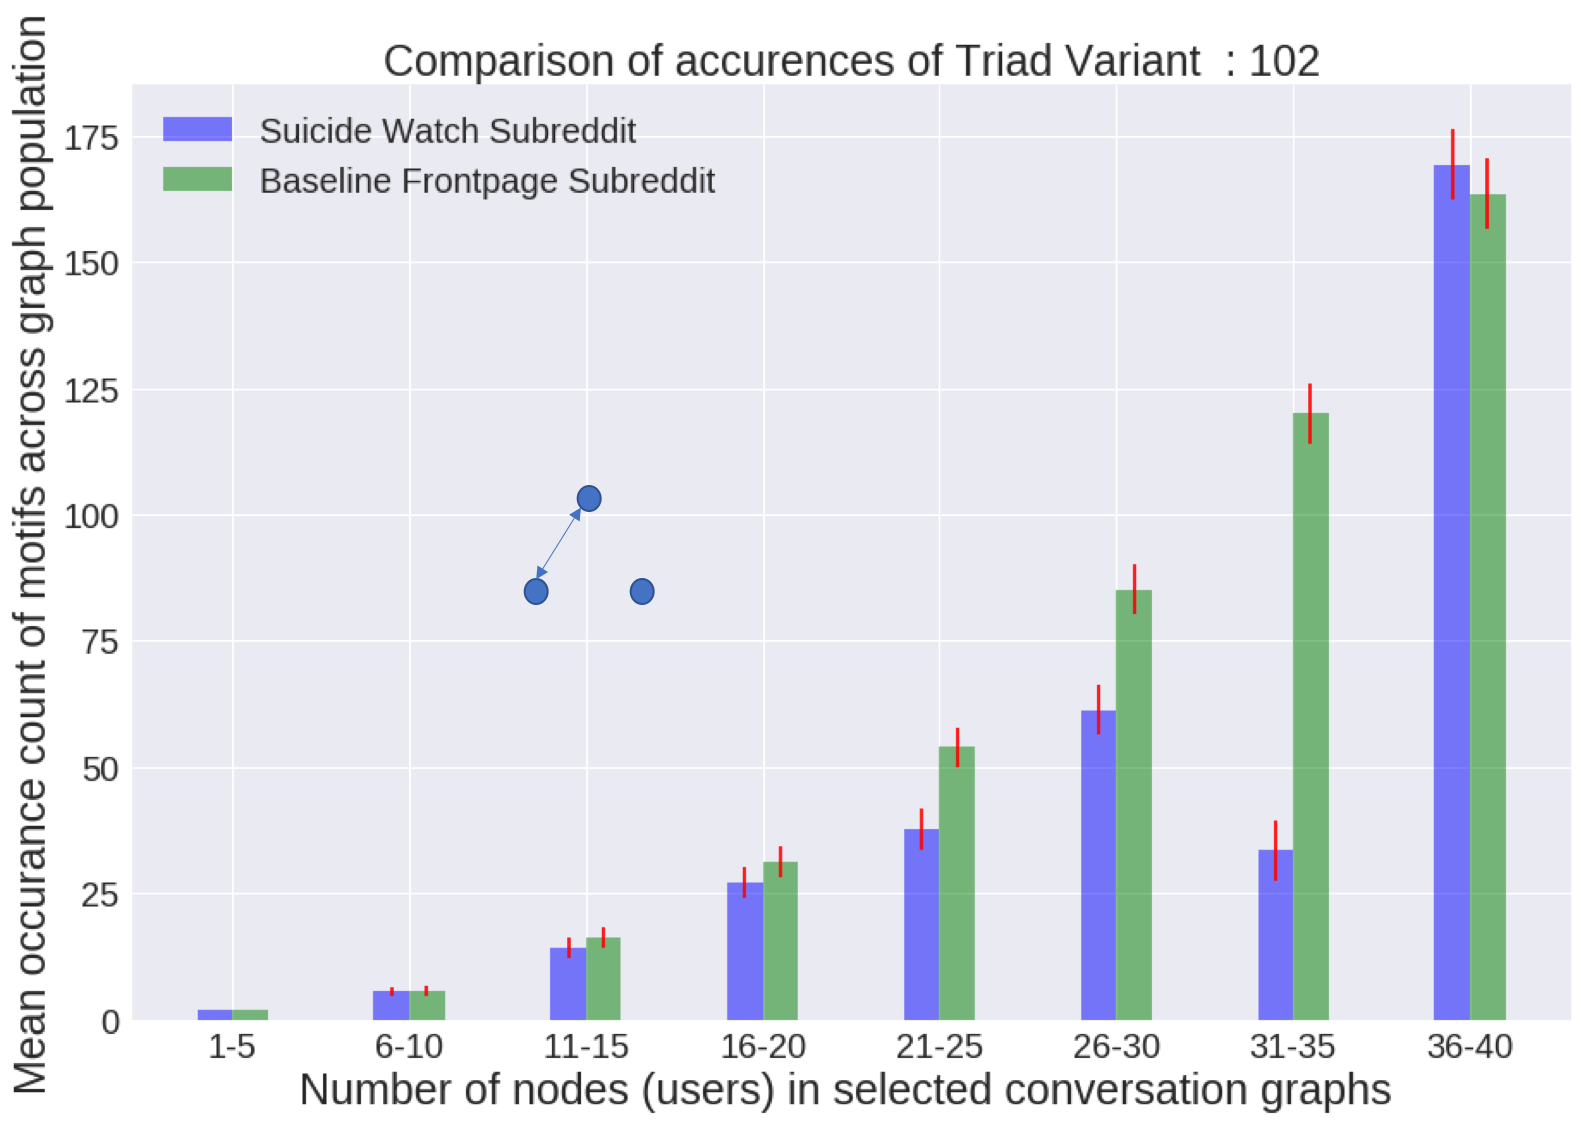 Comparison of accurences of Triad Variant : 102
Mean occurance count of motifs across graph population
Suicide Watch Subreddit
Baseline Frontpage Subreddit
175
150
125
100
75
50
25
0
1-5 6-10 11-15 16-20 21-25 26-30 31-35 36-40
Number of nodes (users) in selected conversation graphs